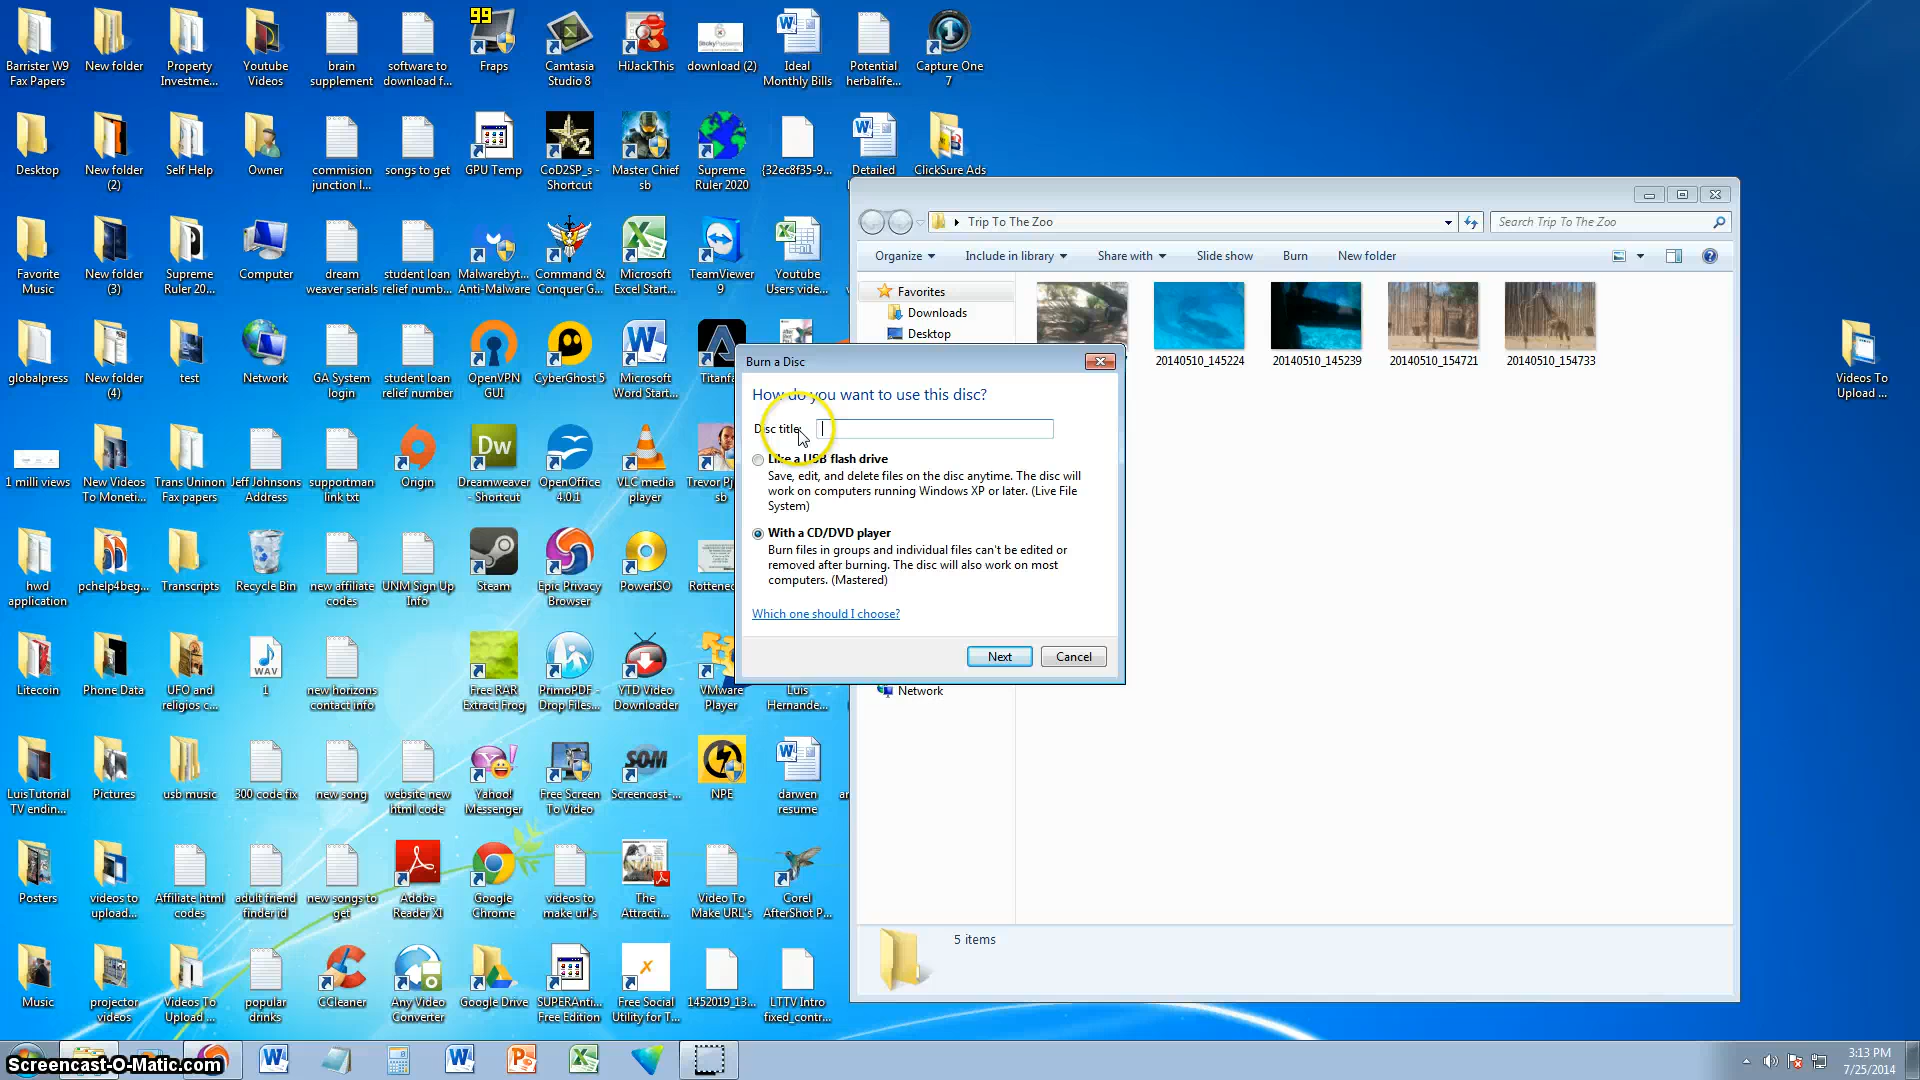 99
Barrister W9
Fax Papers
New folder
Property
Investme...
Youtube
Videos
brain
supplement
software to
download f...
Fraps
Camtasia
Studio 8
HiJackThis
download (2)
Ideal
Monthly Bills
Potential
herbalife...
Capture One
7
Desktop
New folder
(2)
Self Help
Owner
commision
junction l...
songs to get
GPU Temp
CoD2SP_s -
Shortcut
Master Chief
sb
Supreme
Ruler 2020
{32ec8f35-9...
Detailed
ClickSure Ads
Favorite
Music
New folder
(3)
Supreme
Ruler 20...
Computer
dream
weaver serials
student loan
relief numb...
Malwarebyt...
Anti-Malware
Command &
Conquer G...
Microsoft
Excel Start...
TeamViewer
9
Youtube
Users vide...
globalpress
New folder
(4)
test
Network
GA System
login
student loan
relief number
OpenVPN
GUI
CyberGhost 5
Microsoft
Word Start...
Titanfa
1 milli views
New Videos
To Moneti...
Trans Uninon
Fax papers
Jeff Johnsons
Address
supportman
link txt
Origin
Dreamweaver
- Shortcut
OpenOffice
4.0.1
VLC media
player
Trevor Pj
sb
hwd
application
pchelp4beg...
Transcripts
Recycle Bin
new affiliate
codes
UNM Sign Up
Info
Steam
Epic Privacy
Browser
PowerISO
Rottene
Litecoin
Phone Data
UFO and
religios c...
WAV
1
new horizons
contact info
Free RAR
Extract Frog
PrimoPDF -
Drop Files...
YTD Video
Downloader
VMware
Player
Luis
Hernande...
LuisTutorial
TV endin...
Pictures
usb music
300 code fix
new song
website new
html code
Yahoo!
Messenger
Free Screen
To Video
SOM
Screencast-...
NPE
darwen
resume
Posters
videos to
upload...
Affiliate html
codes
adult friend
finder id
new songs to
get
Adobe
Reader XI
Google
Chrome
videos to
make url's
The
Attracti...
Video To
Make URL's
Corel
AfterShot P...
Music
projector
videos
Videos To
Upload ...
popular
drinks
CCleaner
Any Video
Converter
Google Drive
SUPERAnti...
Free Edition
Free Social
Utility for T...
1452019_13...
LTTV Intro
fixed_contr...
Videos To
Upload ...
Trip To The Zoo
Search Trip To The Zoo
Organize
Include in library
Share with
Slide show
Burn
New folder
Favorites
Downloads
Desktop
Network
20140510_145224
20140510_145239
20140510_154721
20140510_154733
5 items
Burn a Disc
How do you want to use this disc?
Disc title:
Like a USB flash drive
Save, edit, and delete files on the disc anytime. The disc will
work on computers running Windows XP or later. (Live File
System)
With a CD/DVD player
Burn files in groups and individual files can't be edited or
removed after burning. The disc will also work on most
computers. (Mastered)
Which one should I choose?
Next
Cancel
Screencast-O-Matic.com
3:13 PM
7/25/2014